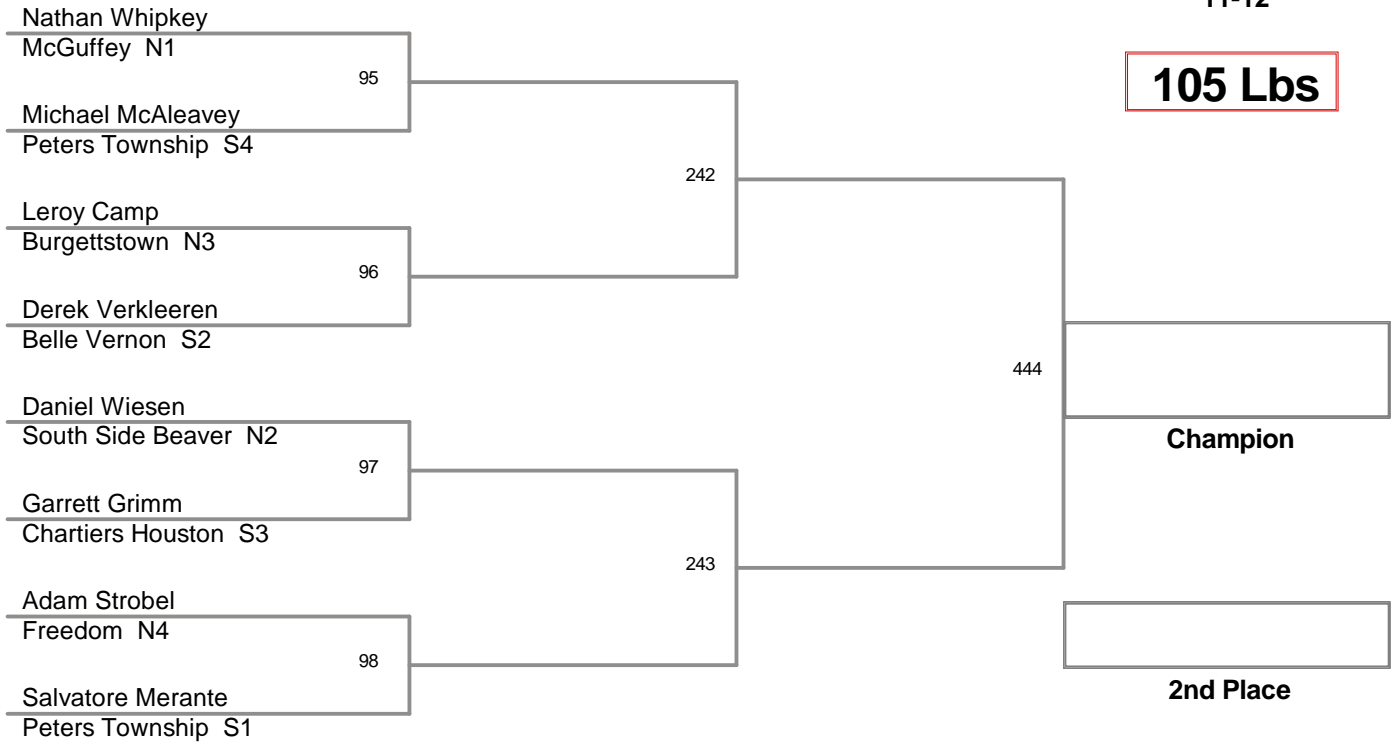 11-12
105 Lbs
Nathan Whipkey
McGuffey N1
95
Michael McAleavey
Peters Township S4
242
Leroy Camp
Burgettstown N3
96
Derek Verkleeren
Belle Vernon S2
444
Champion
Daniel Wiesen
South Side Beaver N2
97
Garrett Grimm
Chartiers Houston S3
243
Adam Strobel
Freedom N4
98
Salvatore Merante
Peters Township S1
2nd Place